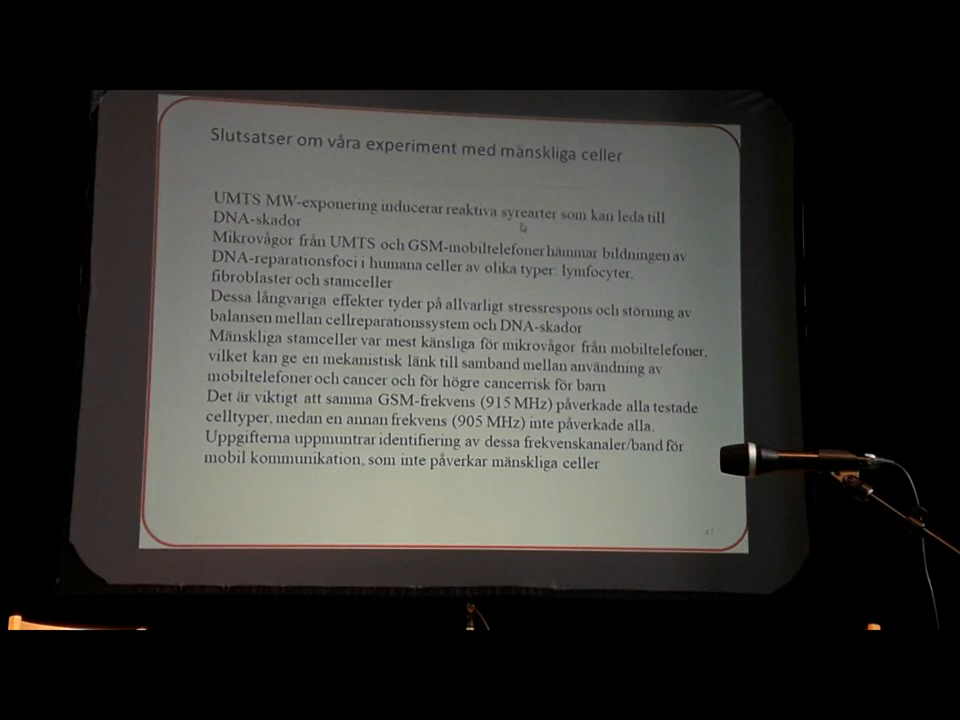 Slutsatser om våra experiment med mänskliga celler
UMTS MW-exponering inducerar reaktiva syrearter som kan leda till
DNA-skador
Mikrovågor från UMTS och GSM-mobiltelefoner hämmar bildningen av
DNA-reparationsfoci i humana celler av olika typer: lymfocyter,
fibroblaster och stamceller
Dessa långvariga effekter tyder på allvarligt stressrespons och störning av
balansen mellan cellreparationssystem och DNA-skador
Mänskliga stamceller var mest känsliga för mikrovågor från mobiltelefoner,
vilket kan ge en mekanistisk länk till samband mellan användning av
mobiltelefoner och cancer och för högre cancerrisk för barn
Det är viktigt att samma GSM-frekvens (915 MHz) påverkade alla testade
celltyper, medan en annan frekvens (905 MHz) inte påverkade alla.
Uppgifterna uppmuntrar identifiering av dessa frekvenskanaler/band för
mobil kommunikation, som inte påverkar mänskliga celler